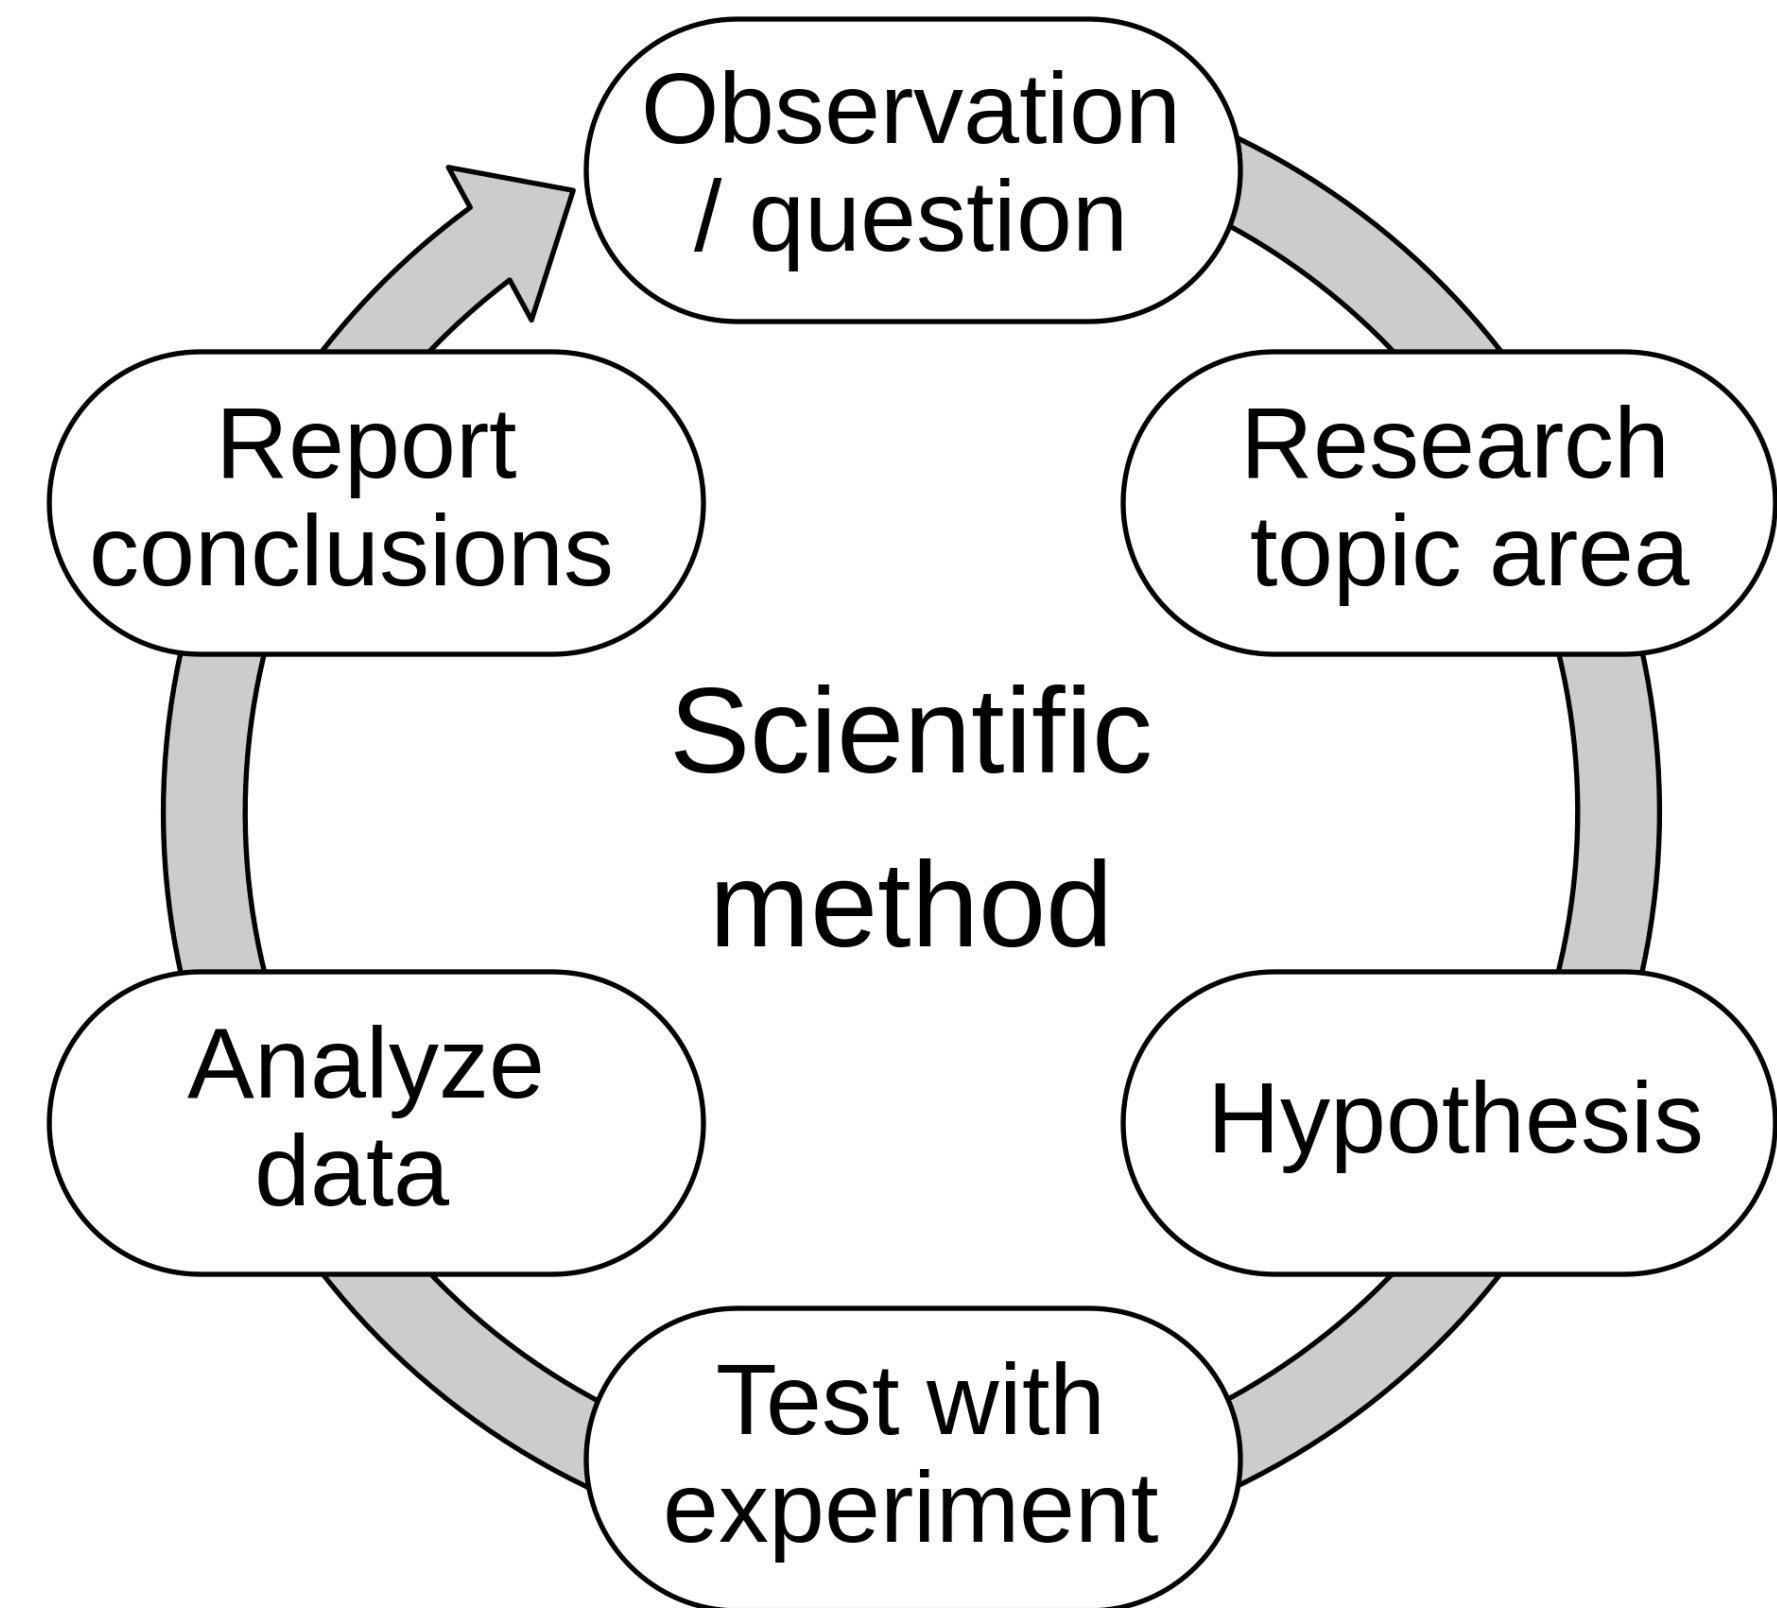 Observation
/ question
Research
topic area
Hypothesis
Test with
experiment
Analyze
data
Report
conclusions
Scientific
method